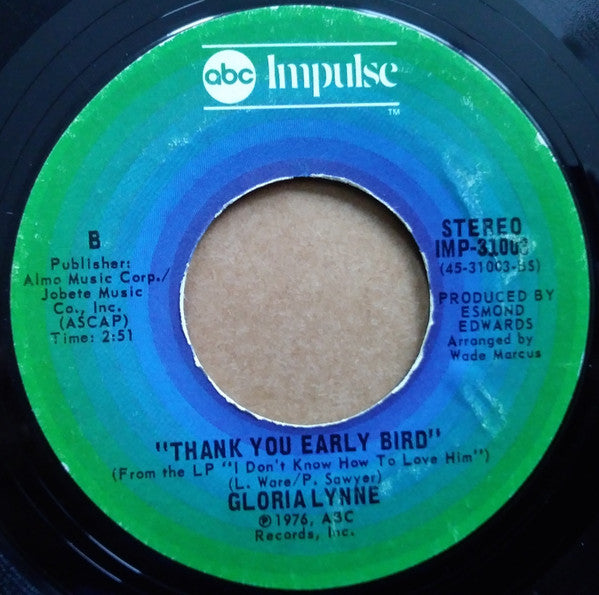 abc Impulse
TM
B
Publisher:
Almo Music Corp./
Jobete Music
Co., Inc.
(ASCAP)
Time: 2:51
STEREO
IMP-31003
(45-31003-BS)
PRODUCED BY
ESMOND
EDWARDS
Arranged by
Wade Marcus
"THANK YOU EARLY BIRD"
(From the LP "I Don't Know How To Love Him")
(L. Ware/P. Sawyer)
GLORIA LYNNE
℗1976, ABC
Records, Inc.